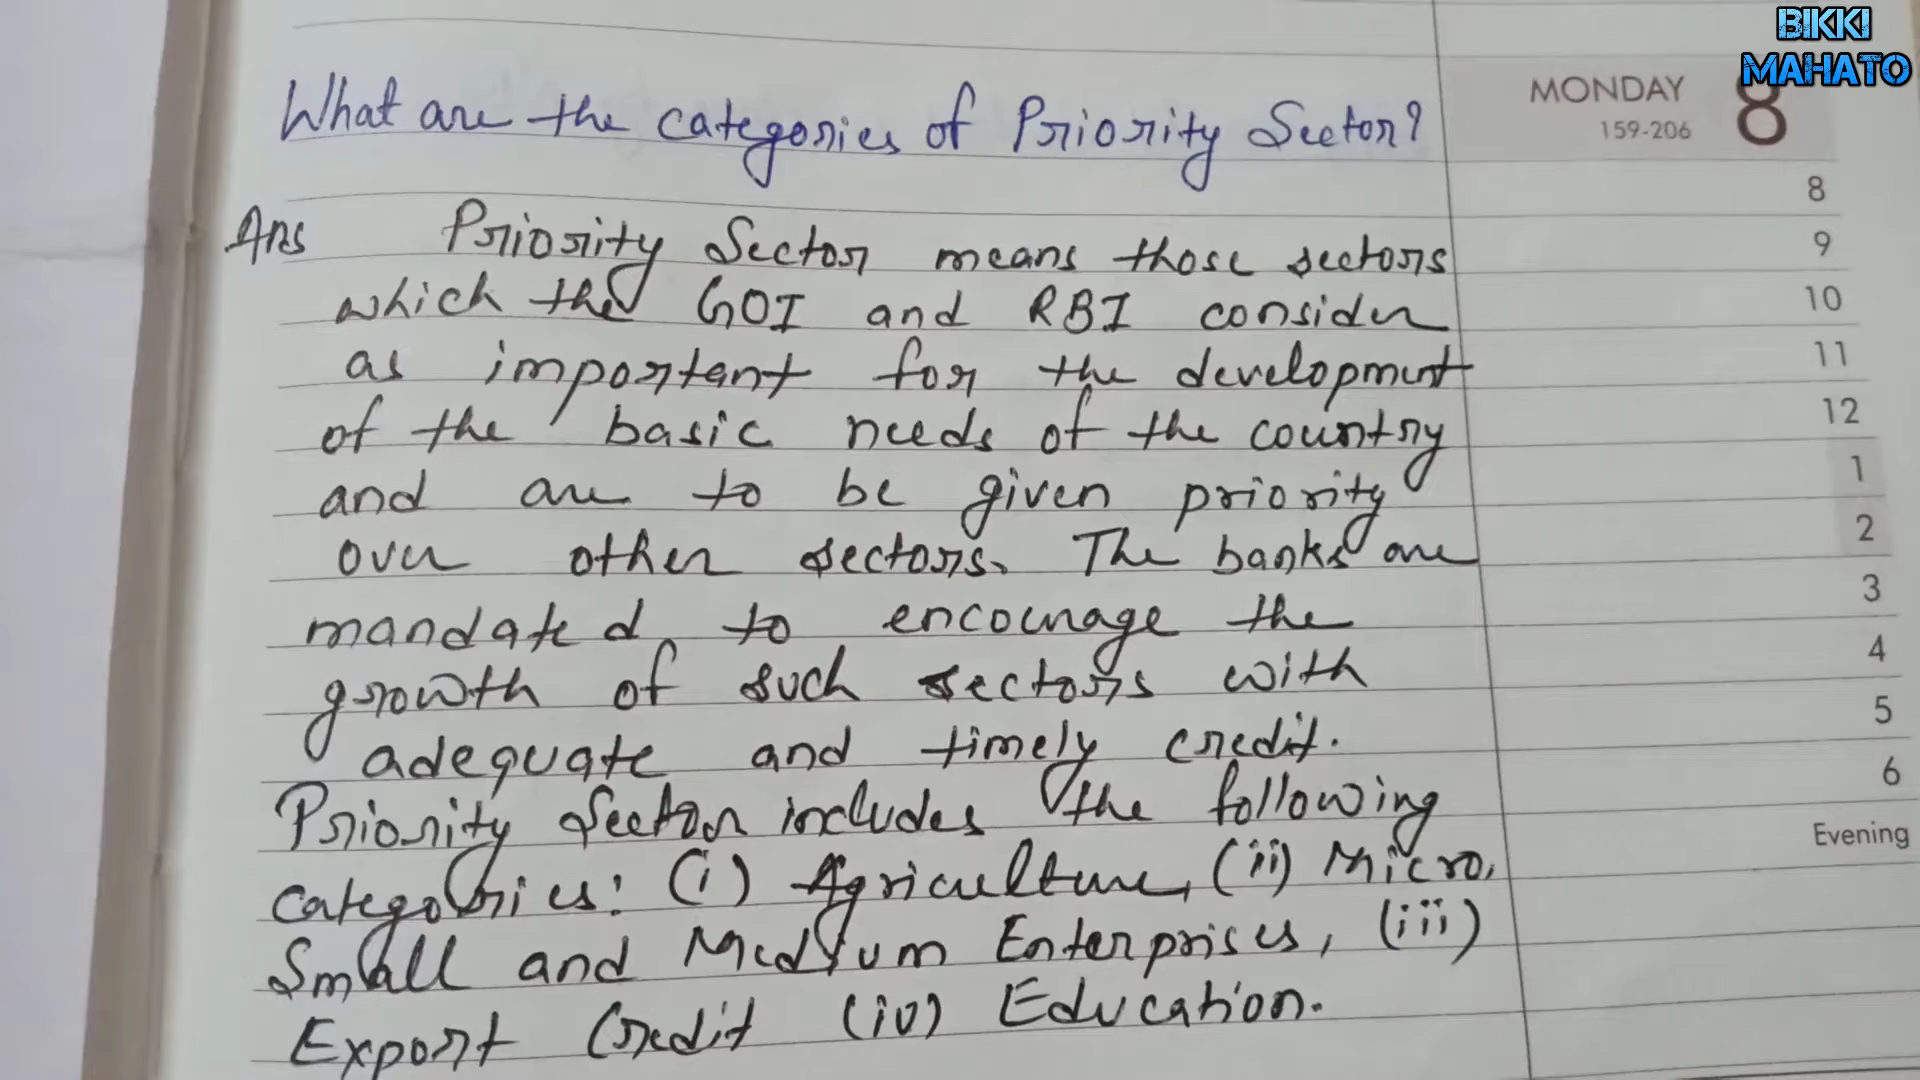 BIKKI
MAHATO
MONDAY
159-206
8
What are the categories of Priority Sector?
Ans Priority Sector means those sectors
which the GOI and RBI consider
as important for the development
of the basic needs of the country
and are to be given priority
over other sectors. The banks are
mandated to encourage the
growth of such sectors with
adequate and timely credit.
Priority Sector includes the following
categories: (i) Agriculture, (ii) Micro,
Small and Medium Enterprises, (iii)
Export Credit (iv) Education.
8
9
10
11
12
1
2
3
4
5
6
Evening